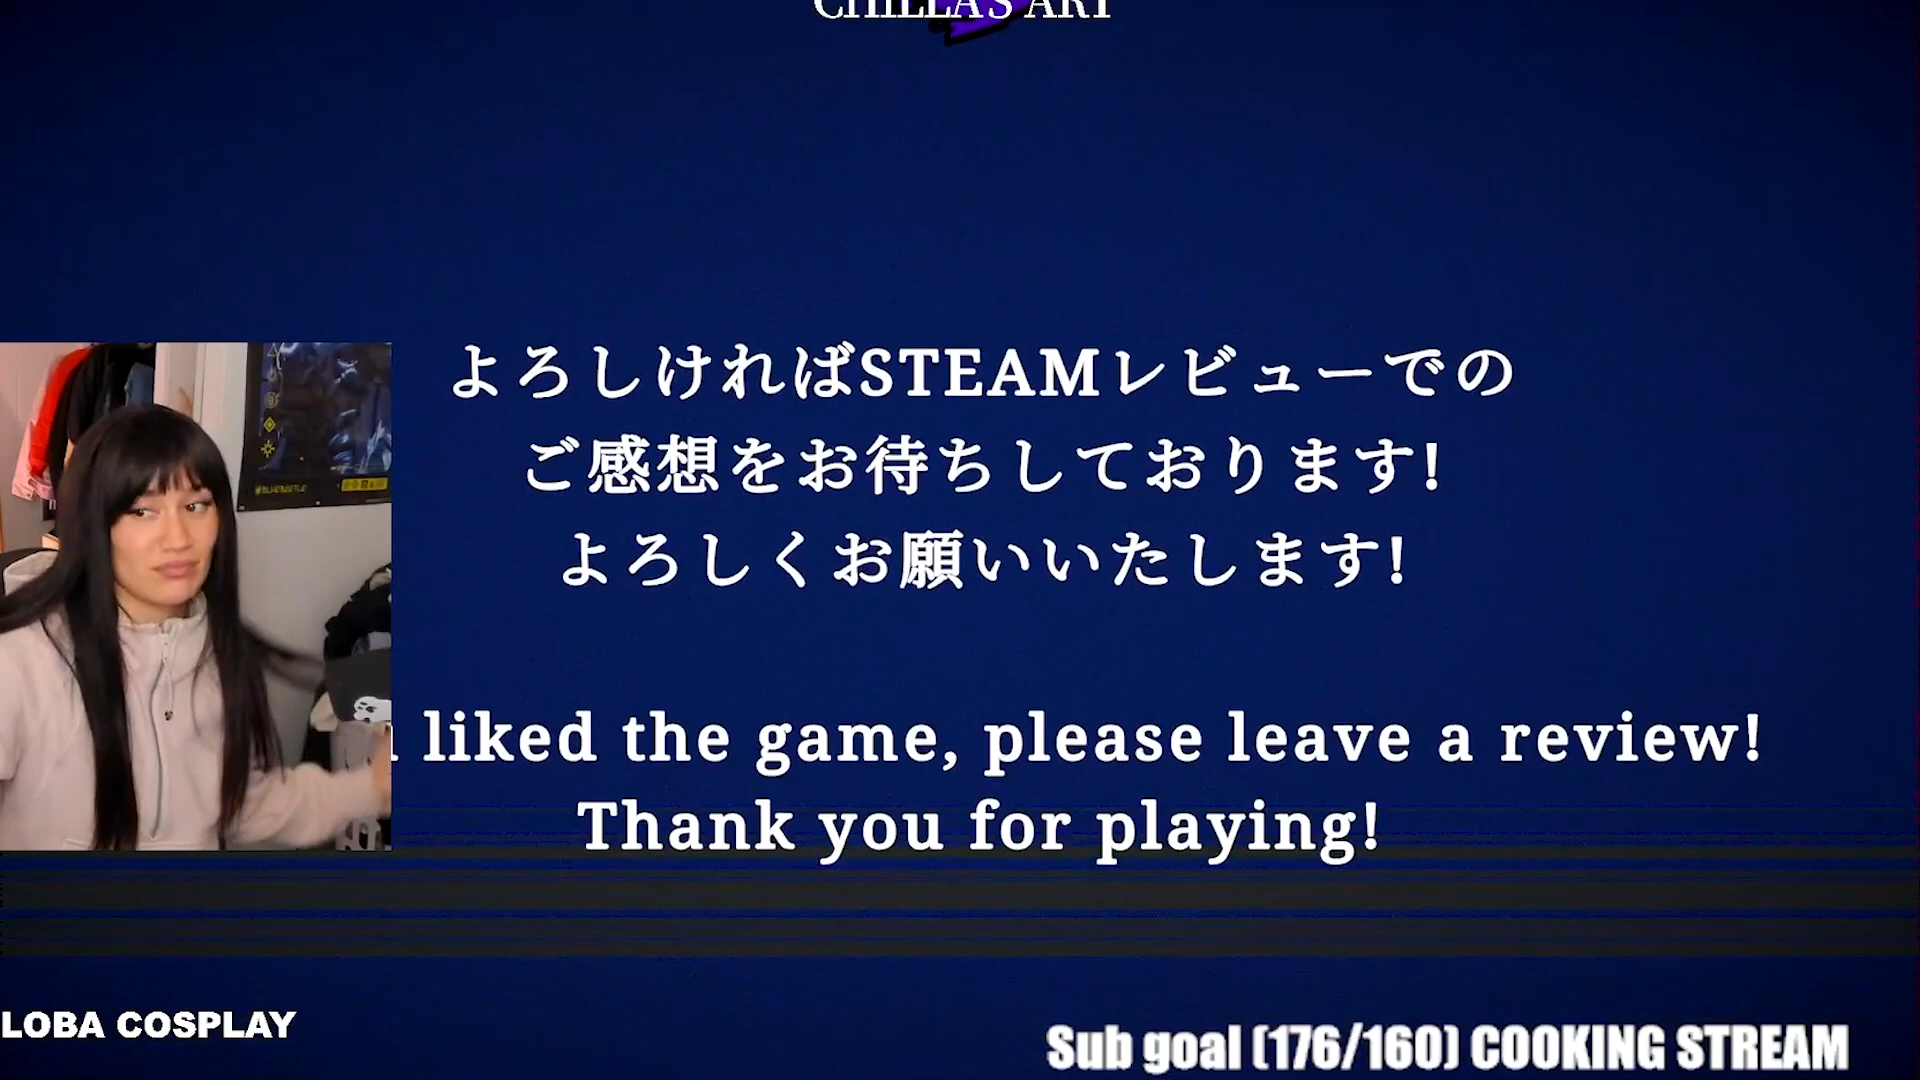 CHILLA'S ART
よろしければSTEAMレビューでの
ご感想をお待ちしております!
よろしくお願いいたします!
liked the game, please leave a review!
Thank you for playing!
LOBA COSPLAY
Sub goal (176/160) COOKING STREAM